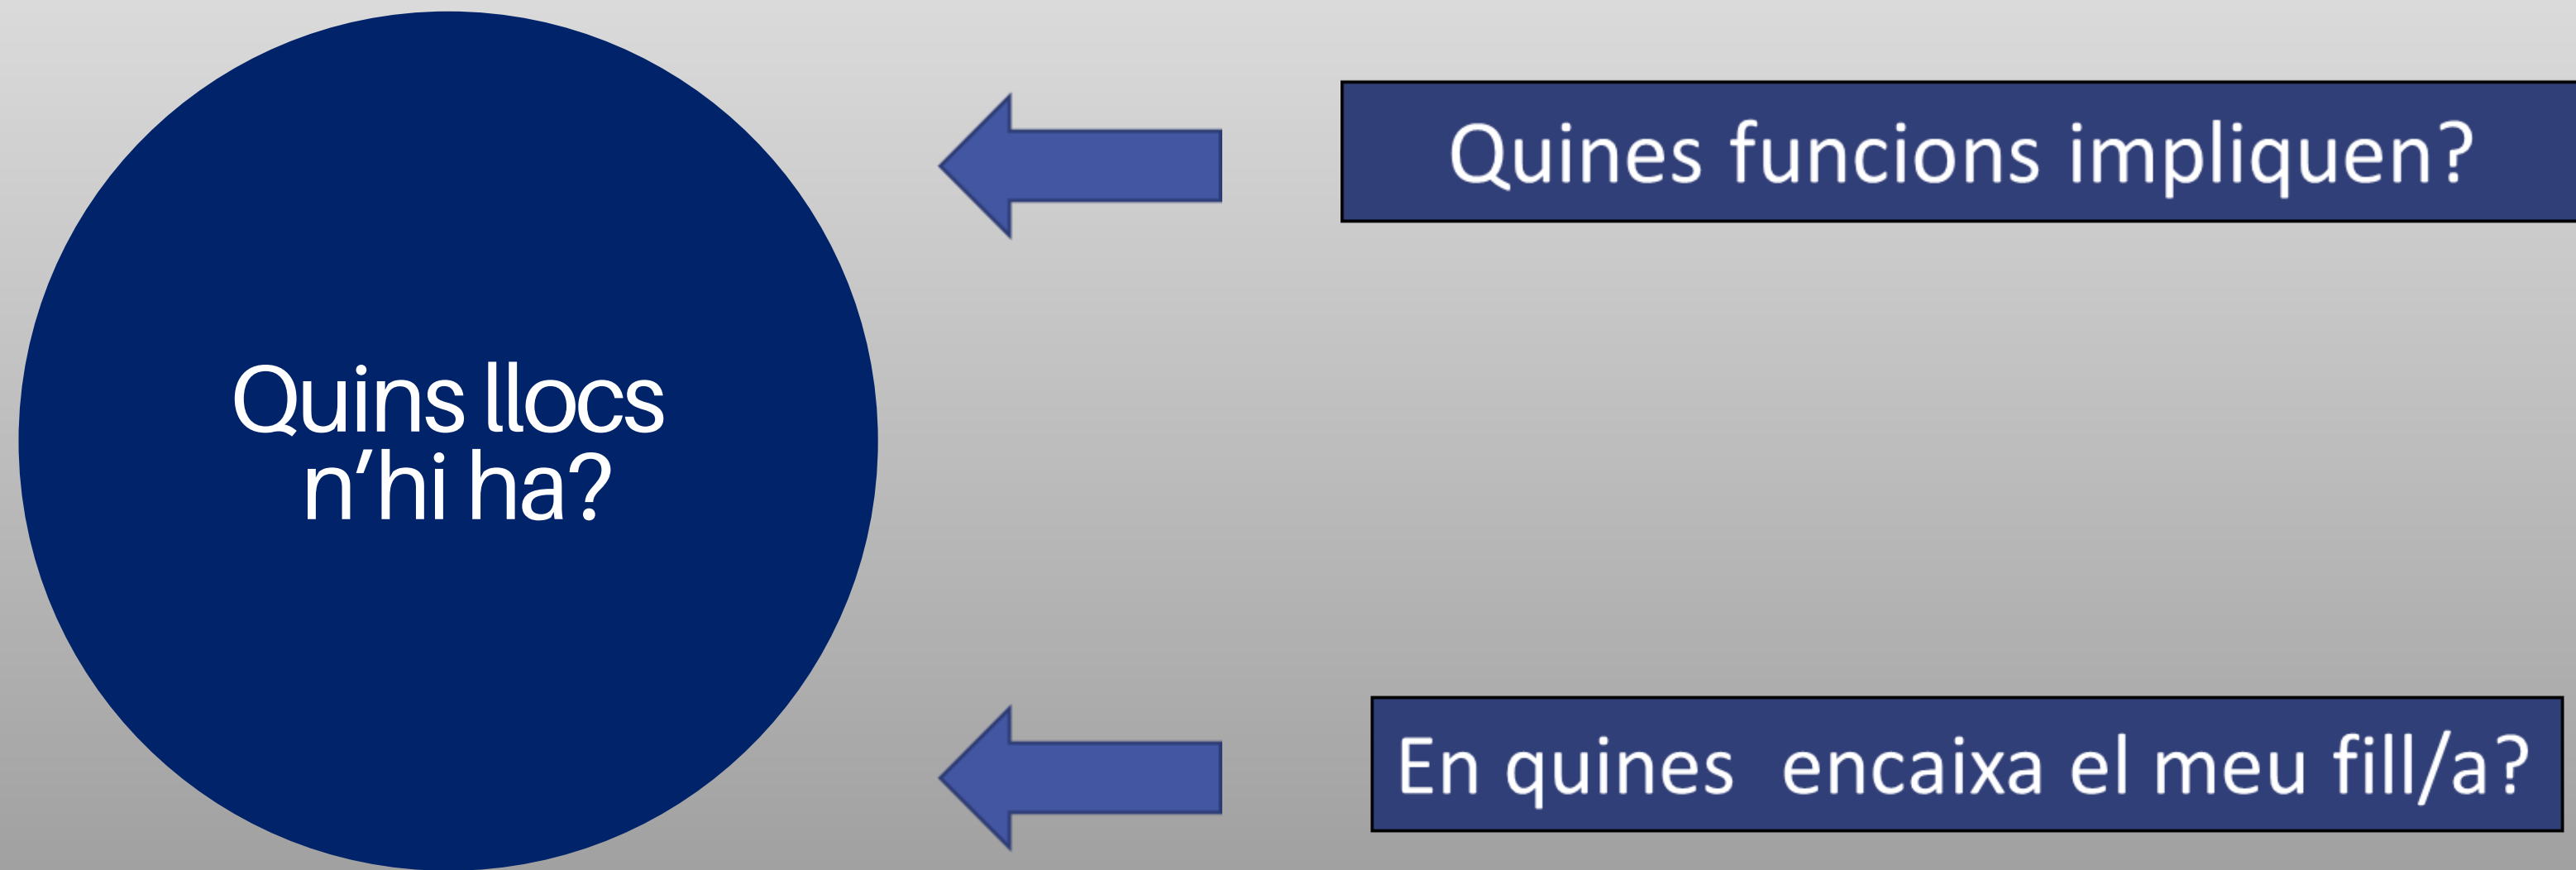 Quins llocs
n'hi ha?
Quines funcions impliquen?
En quines encaixa el meu fill/a?